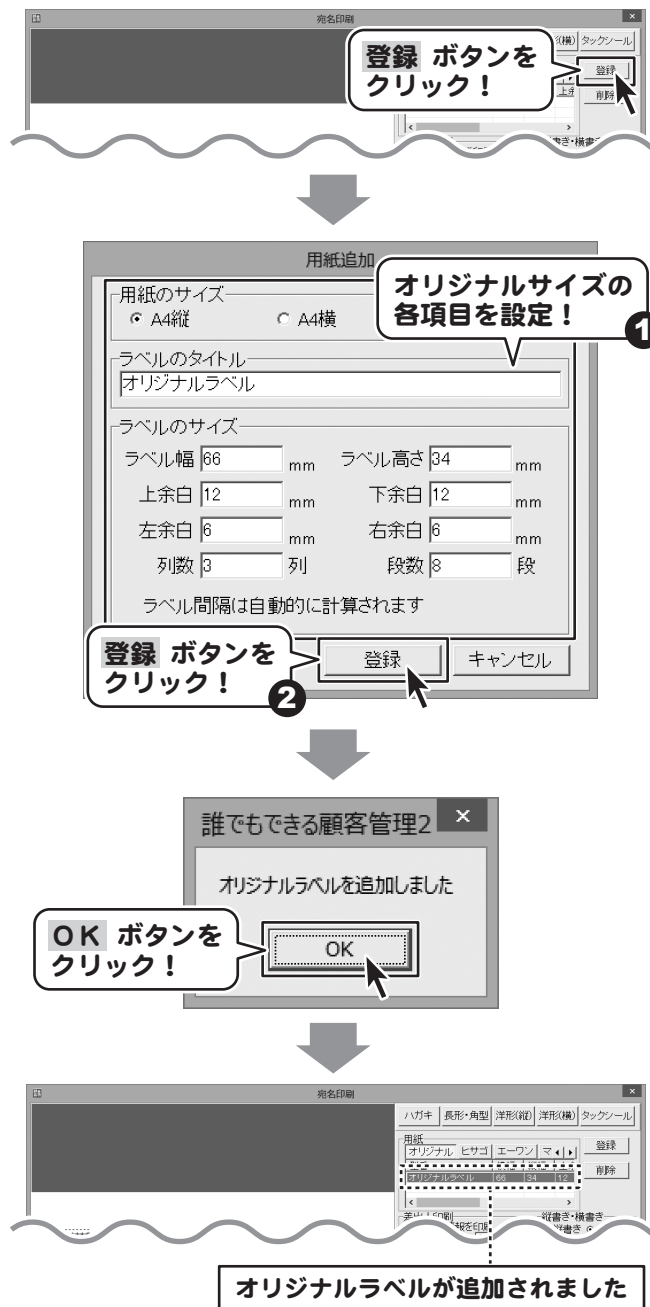 宛名印刷
登録 ボタンを
クリック！
タックシール
登録
削除
書き・横書き
用紙追加
オリジナルサイズの
各項目を設定！
1
用紙のサイズ
A4縦 A4横
ラベルのタイトル
オリジナルラベル
ラベルのサイズ
ラベル幅 66 mm ラベル高さ 34 mm
上余白 12 mm 下余白 12 mm
左余白 6 mm 右余白 6 mm
列数 3 列 段数 8 段
ラベル間隔は自動的に計算されます
登録 ボタンを
クリック！
2
登録 キャンセル
誰でもできる顧客管理2
オリジナルラベルを追加しました
OK ボタンを
クリック！
OK
宛名印刷
ハガキ 長形・角型 洋形(縦) 洋形(横) タックシール
用紙
オリジナル ヒサゴ エーワン マ
登録
削除
オリジナルラベル 66 34 12
縦書き・横書き
オリジナルラベルが追加されました